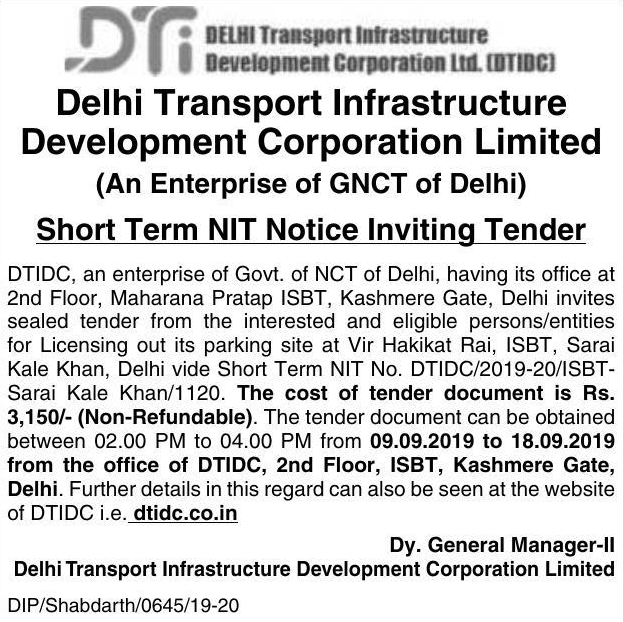 DTi DELHI Transport Infrastructure
Development Corporation Ltd. (DTIDC)
Delhi Transport Infrastructure
Development Corporation Limited
(An Enterprise of GNCT of Delhi)
Short Term NIT Notice Inviting Tender
DTIDC, an enterprise of Govt. of NCT of Delhi, having its office at
2nd Floor, Maharana Pratap ISBT, Kashmere Gate, Delhi invites
sealed tender from the interested and eligible persons/entities
for Licensing out its parking site at Vir Hakikat Rai, ISBT, Sarai
Kale Khan, Delhi vide Short Term NIT No. DTIDC/2019-20/ISBT-
Sarai Kale Khan/1120. The cost of tender document is Rs.
3,150/- (Non-Refundable). The tender document can be obtained
between 02.00 PM to 04.00 PM from 09.09.2019 to 18.09.2019
from the office of DTIDC, 2nd Floor, ISBT, Kashmere Gate,
Delhi. Further details in this regard can also be seen at the website
of DTIDC i.e. dtidc.co.in
Dy. General Manager-II
Delhi Transport Infrastructure Development Corporation Limited
DIP/Shabdarth/0645/19-20